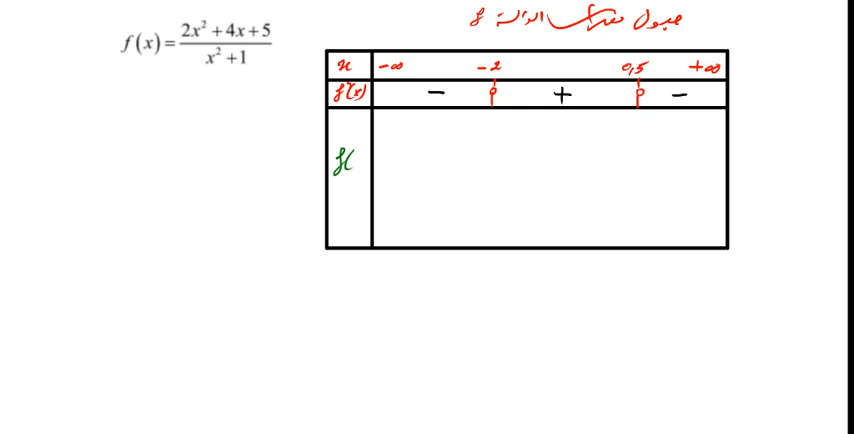 جدول تغيرات الدالة f
f(x) = (2x² + 4x + 5) / (x² + 1)
x -∞ -2 0,5 +∞
f'(x) - 0 + 0 -
f(